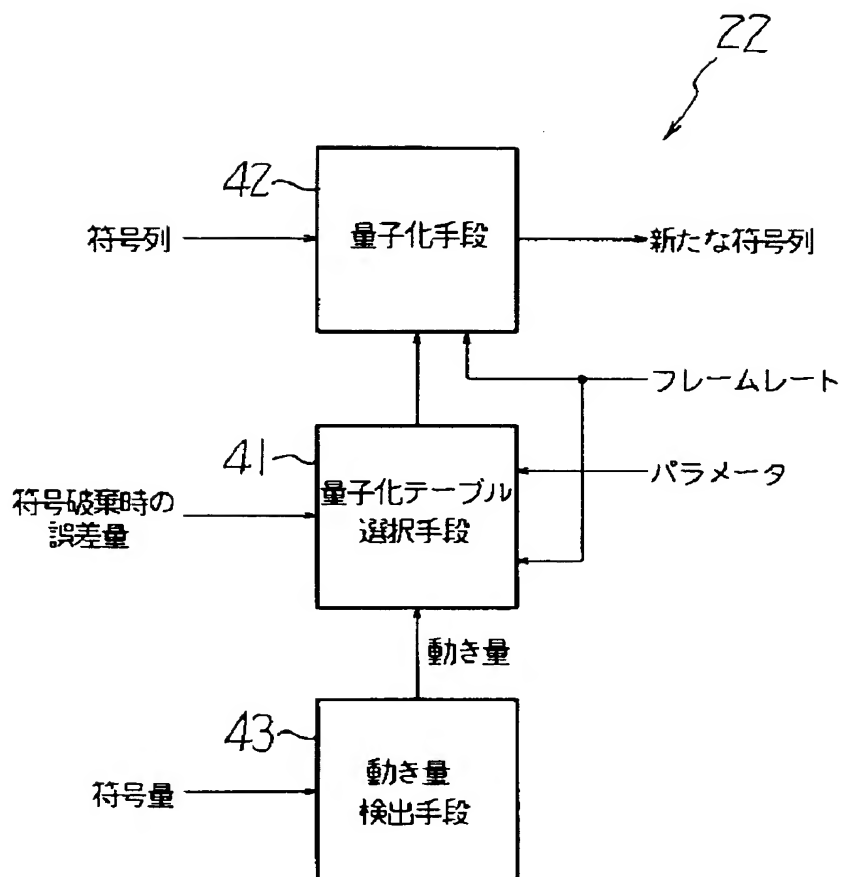 22
42
符号列
量子化手段
新たな符号列
フレームレート
41
パラメータ
符号破棄時の
誤差量
量子化テーブル
選択手段
動き量
43
符号量
動き量
検出手段